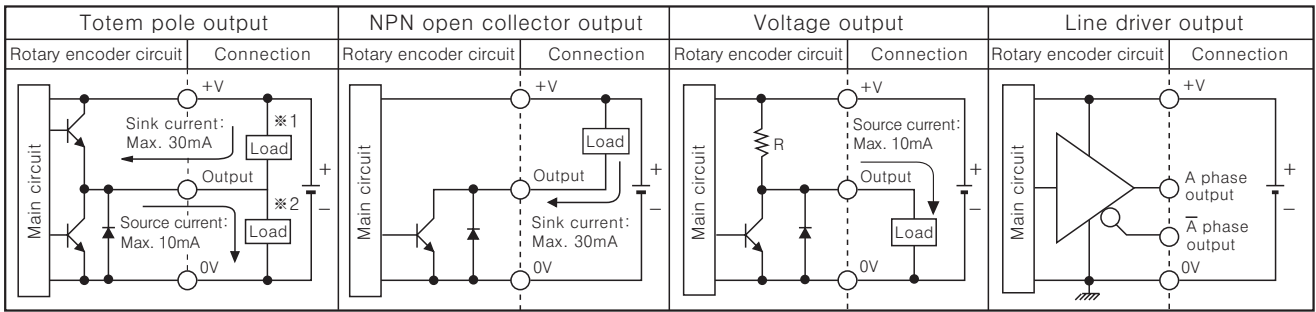 Totem pole output
Rotary encoder circuit
Connection
Main circuit
+V
Sink current:
Max. 30mA
※1
Load
Output
+
−
Source current:
Max. 10mA
※2
Load
0V
NPN open collector output
Rotary encoder circuit
Connection
Main circuit
+V
Load
Output
+
−
Sink current:
Max. 30mA
0V
Voltage output
Rotary encoder circuit
Connection
Main circuit
+V
R
Source current:
Max. 10mA
Output
+
−
Load
0V
Line driver output
Rotary encoder circuit
Connection
Main circuit
+V
A phase
output
+
−
A̅ phase
output
0V